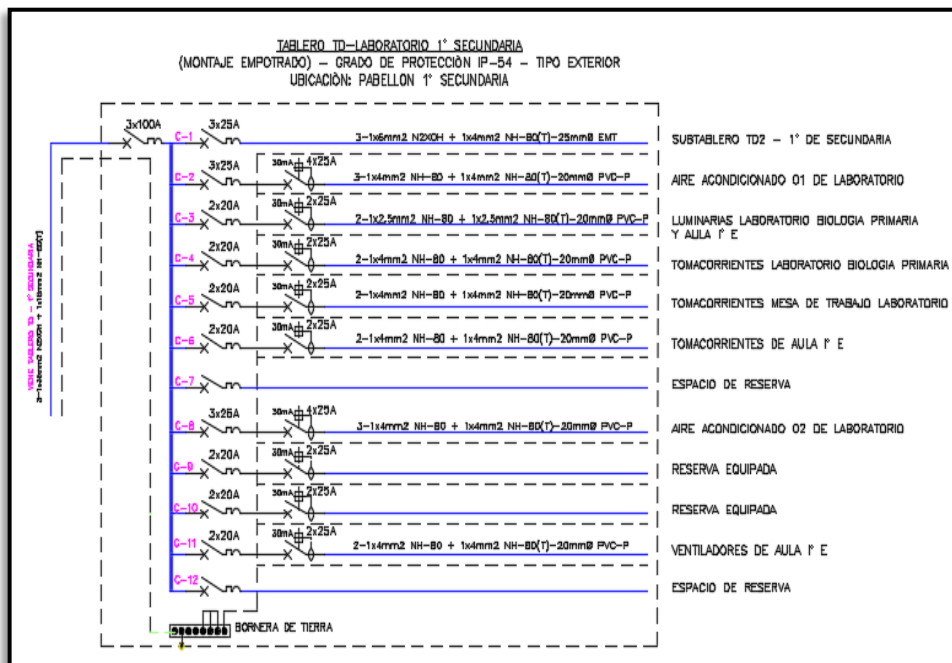 TABLERO TD-LABORATORIO 1° SECUNDARIA
(MONTAJE EMPOTRADO) - GRADO DE PROTECCIÓN IP-54 - TIPO EXTERIOR
UBICACIÓN: PABELLON 1° SECUNDARIA
3x100A
C-1 3x25A 3-1x6mm2 N2XOH + 1x4mm2 NH-80(T)-25mmØ EMT SUBTABLERO TD2 - 1° DE SECUNDARIA
C-2 3x25A 30mA 4x25A 3-1x4mm2 NH-80 + 1x4mm2 NH-80(T)-20mmØ PVC-P AIRE ACONDICIONADO 01 DE LABORATORIO
C-3 2x20A 30mA 2x25A 2-1x2,5mm2 NH-80 + 1x2,5mm2 NH-80(T)-20mmØ PVC-P LUMINARIAS LABORATORIO BIOLOGIA PRIMARIA
Y AULA 1° E
C-4 2x20A 30mA 2x25A 2-1x4mm2 NH-80 + 1x4mm2 NH-80(T)-20mmØ PVC-P TOMACORRIENTES LABORATORIO BIOLOGIA PRIMARIA
C-5 2x20A 30mA 2x25A 2-1x4mm2 NH-80 + 1x4mm2 NH-80(T)-20mmØ PVC-P TOMACORRIENTES MESA DE TRABAJO LABORATORIO
C-6 2x20A 30mA 2x25A 2-1x4mm2 NH-80 + 1x4mm2 NH-80(T)-20mmØ PVC-P TOMACORRIENTES DE AULA 1° E
C-7 ESPACIO DE RESERVA
C-8 3x25A 30mA 4x25A 3-1x4mm2 NH-80 + 1x4mm2 NH-80(T)-20mmØ PVC-P AIRE ACONDICIONADO 02 DE LABORATORIO
C-9 2x20A 30mA 2x25A RESERVA EQUIPADA
C-10 2x20A 30mA 2x25A RESERVA EQUIPADA
C-11 2x20A 30mA 2x25A 2-1x4mm2 NH-80 + 1x4mm2 NH-80(T)-20mmØ PVC-P VENTILADORES DE AULA 1° E
C-12 ESPACIO DE RESERVA
BORNERA DE TIERRA
VIENE TABLERO TD - 1° SECUNDARIA
N2XOH + NH-80(T)